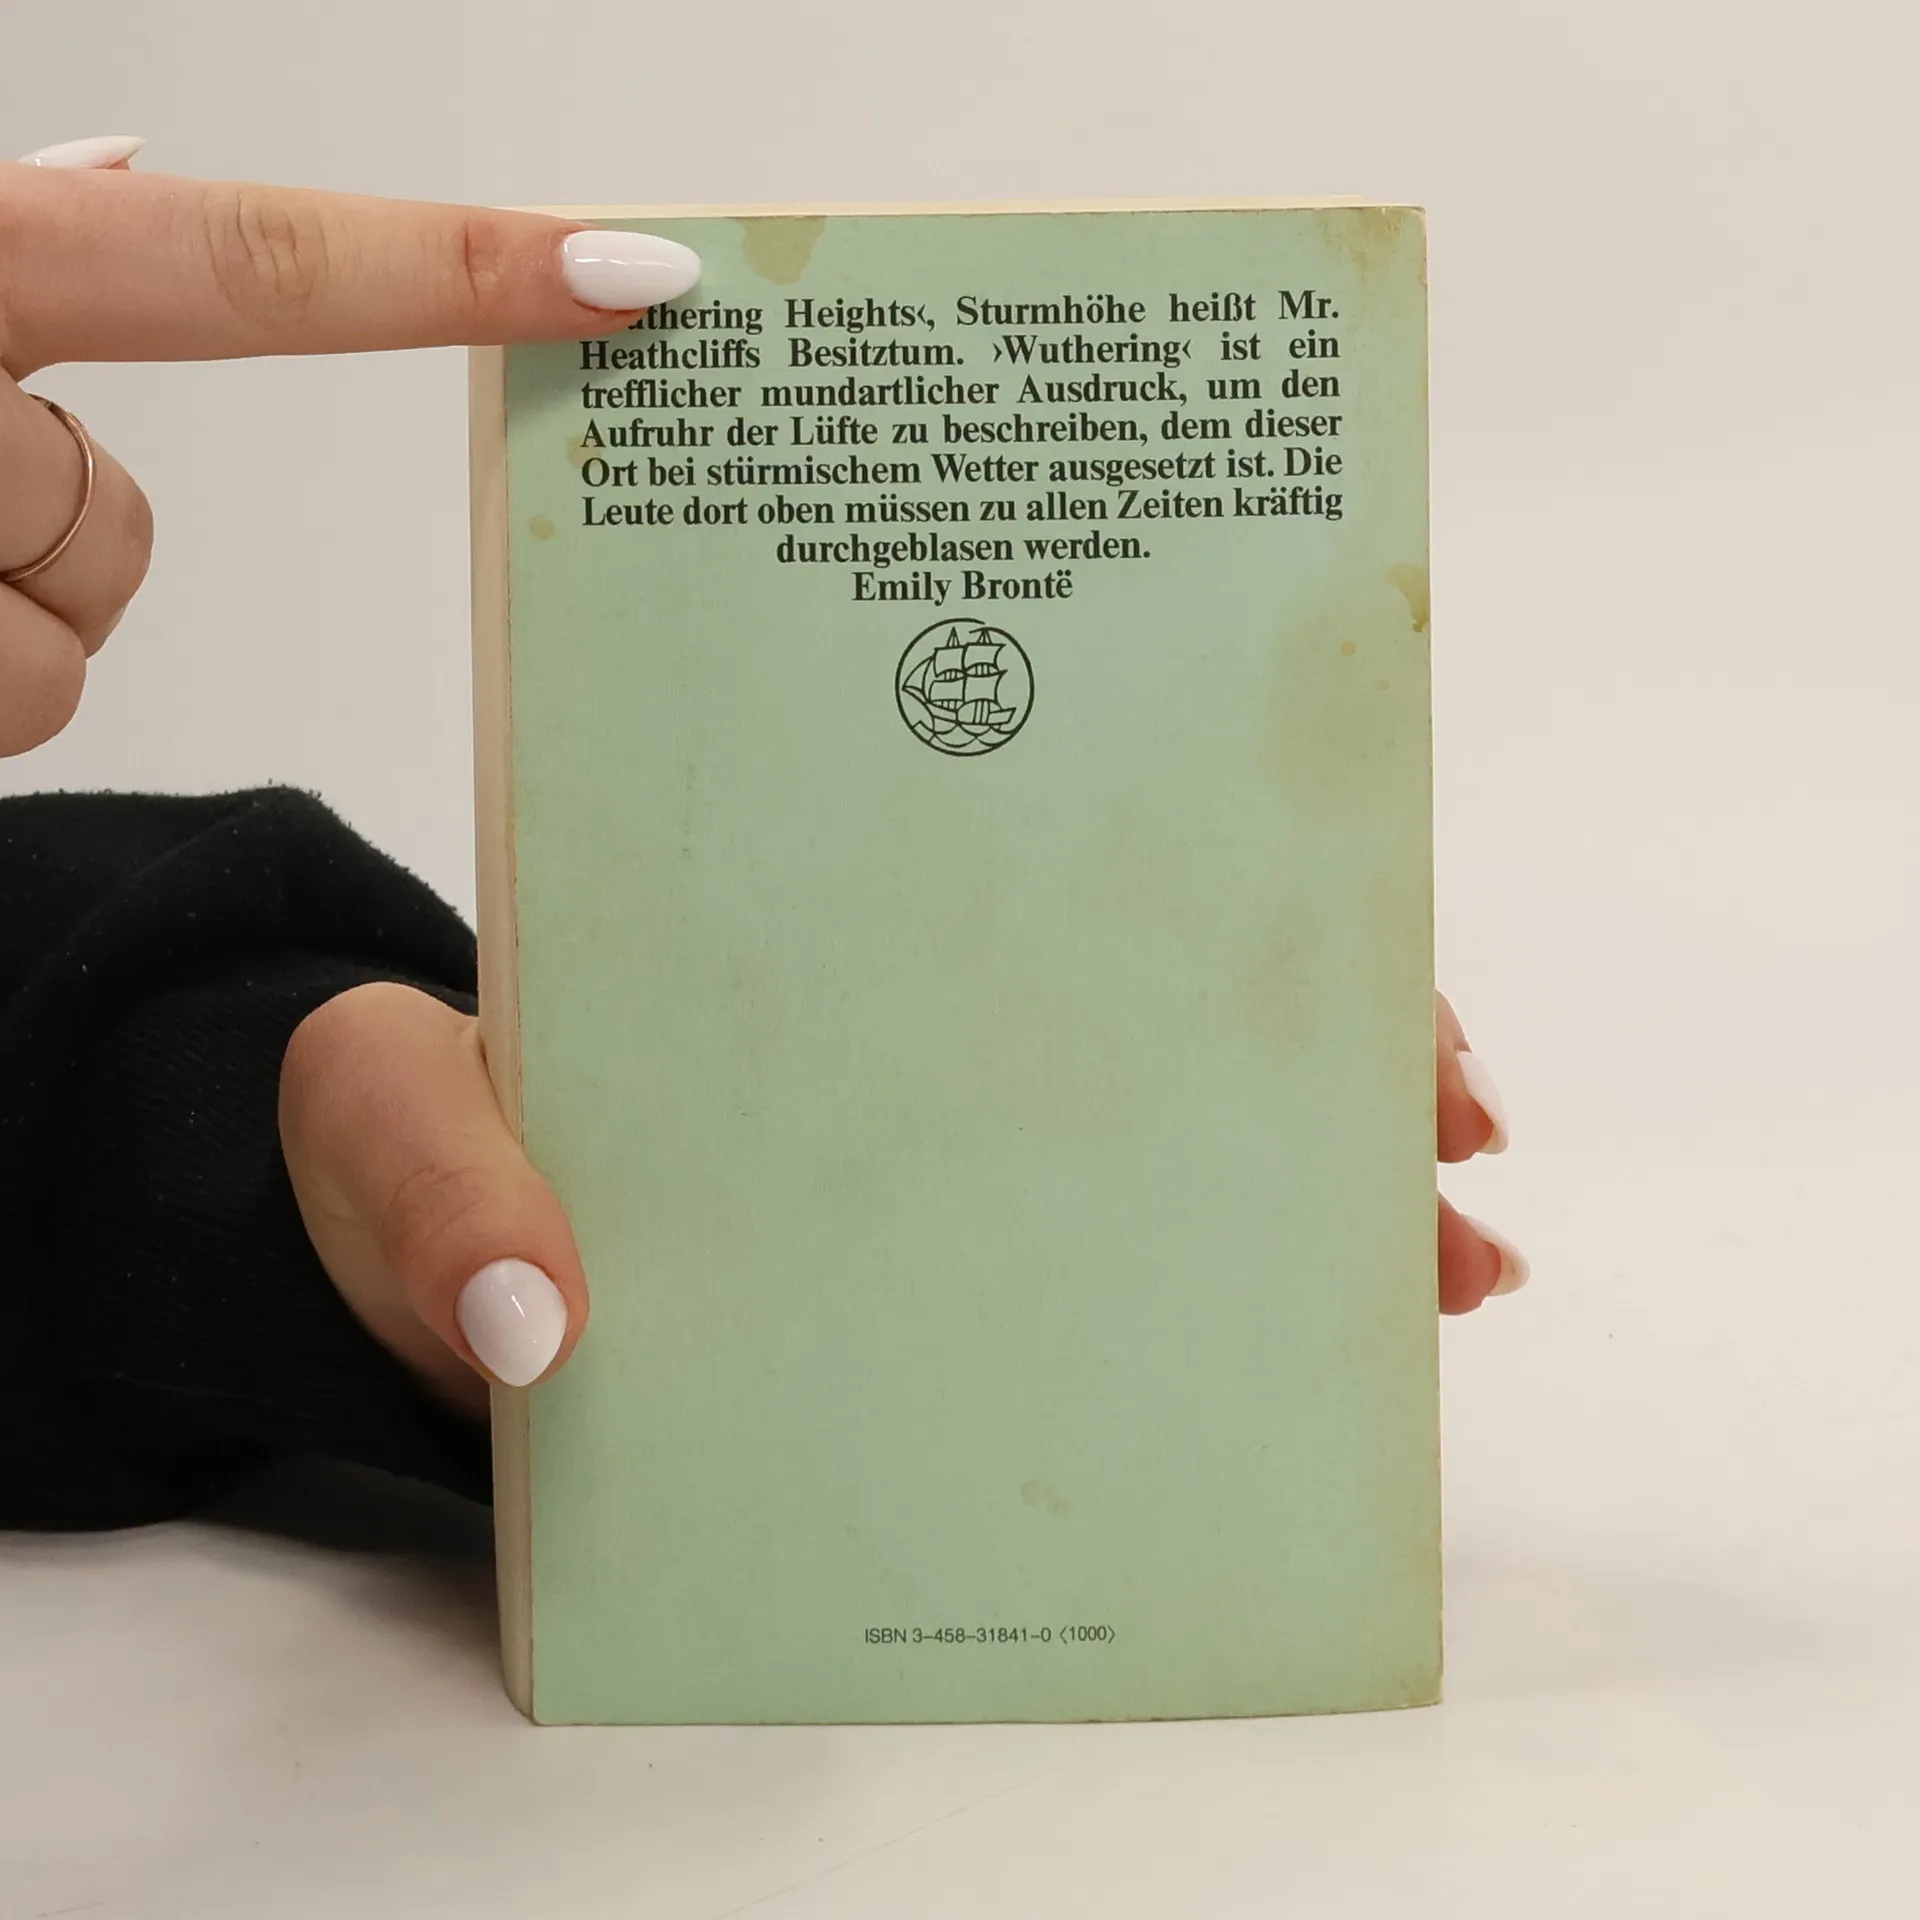 thering Heights‹, Sturmhöhe heißt Mr.
Heathcliffs Besitztum. ›Wuthering‹ ist ein
trefflicher mundartlicher Ausdruck, um den
Aufruhr der Lüfte zu beschreiben, dem dieser
Ort bei stürmischem Wetter ausgesetzt ist. Die
Leute dort oben müssen zu allen Zeiten kräftig
durchgeblasen werden.
Emily Brontë
ISBN 3–458–31841–0 〈1000〉